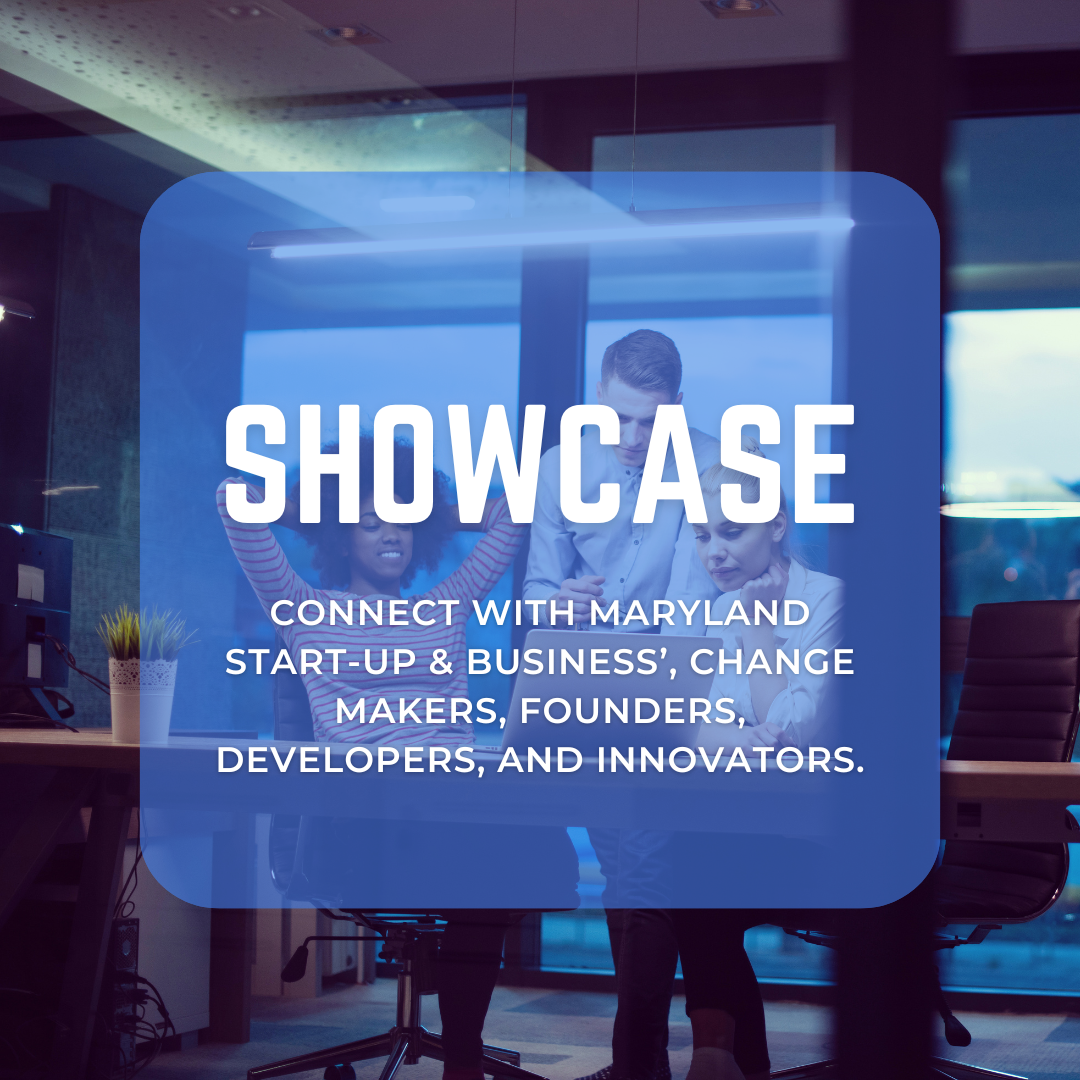 SHOWCASE
CONNECT WITH MARYLAND
START-UP & BUSINESS’, CHANGE
MAKERS, FOUNDERS,
DEVELOPERS, AND INNOVATORS.